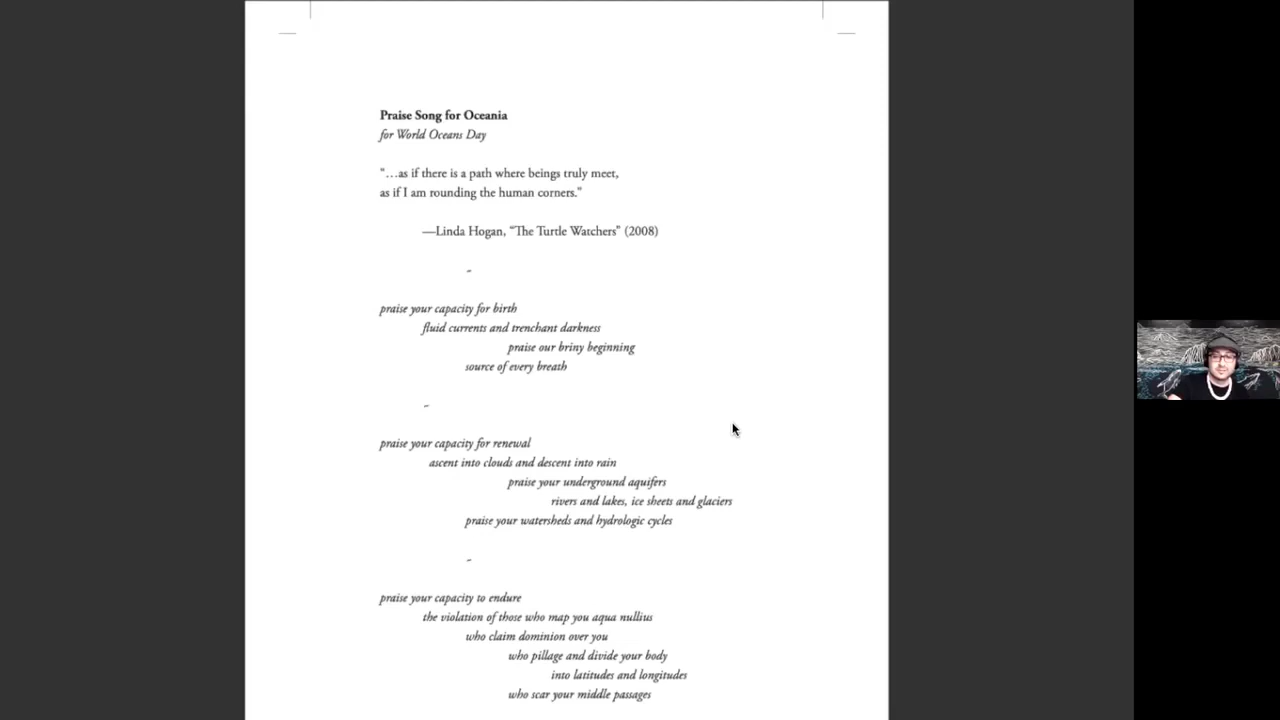 Praise Song for Oceania
for World Oceans Day
“…as if there is a path where beings truly meet,
as if I am rounding the human corners.”
—Linda Hogan, “The Turtle Watchers” (2008)
~
praise your capacity for birth
fluid currents and trenchant darkness
praise our briny beginning
source of every breath
~
praise your capacity for renewal
ascent into clouds and descent into rain
praise your underground aquifers
rivers and lakes, ice sheets and glaciers
praise your watersheds and hydrologic cycles
~
praise your capacity to endure
the violation of those who map you aqua nullius
who claim dominion over you
who pillage and divide your body
into latitudes and longitudes
who scar your middle passages